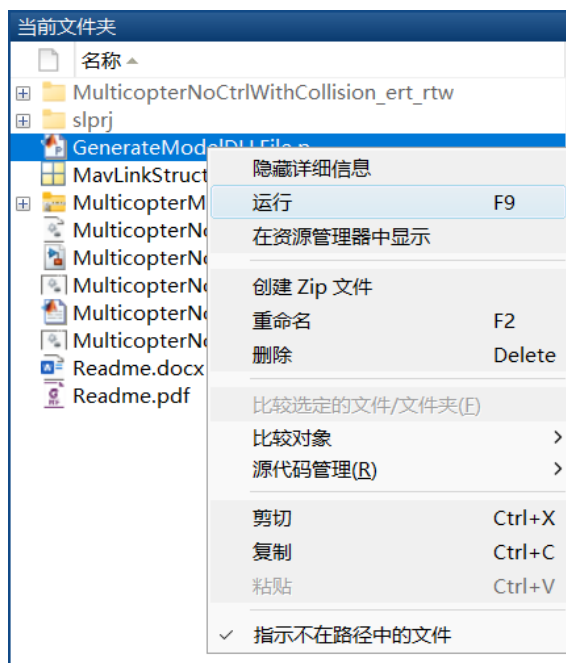 当前文件夹
名称
MulticopterNoCtrlWithCollision_ert_rtw
slprj
GenerateModelDLLFile.p
隐藏详细信息
MavLinkStruct
运行 F9
MulticopterM
在资源管理器中显示
MulticopterNo
MulticopterNo
创建 Zip 文件
MulticopterNo
重命名 F2
MulticopterNo
MulticopterNo
删除 Delete
Readme.docx
Readme.pdf
比较选定的文件/文件夹(F)
比较对象
源代码管理(R)
剪切 Ctrl+X
复制 Ctrl+C
粘贴 Ctrl+V
指示不在路径中的文件